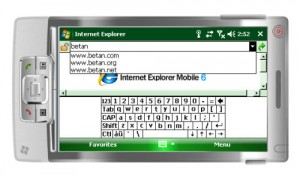 Internet Explorer 2:52
betan
www.betan.com
www.betan.org
www.betan.net
Internet Explorer Mobile 6
123 1 2 3 4 5 6 7 8 9 0 - =
Tab q w e r t y u i o p [ ]
CAP a s d f g h j k l ; '
Shift z x c v b n m , . /
Ctl áü ` \
Favorites Menu